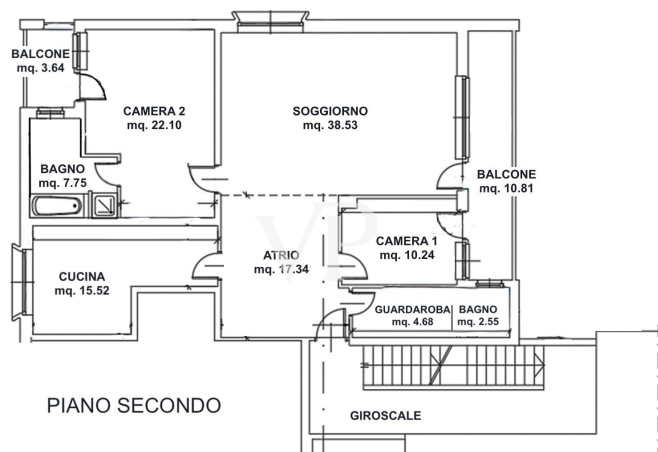 BALCONE
mq. 3.64
CAMERA 2
mq. 22.10
SOGGIORNO
mq. 38.53
BAGNO
mq. 7.75
BALCONE
mq. 10.81
CAMERA 1
mq. 10.24
ATRIO
mq. 17.34
CUCINA
mq. 15.52
GUARDAROBA
mq. 4.68
BAGNO
mq. 2.55
VP
PIANO SECONDO
GIROSCALE